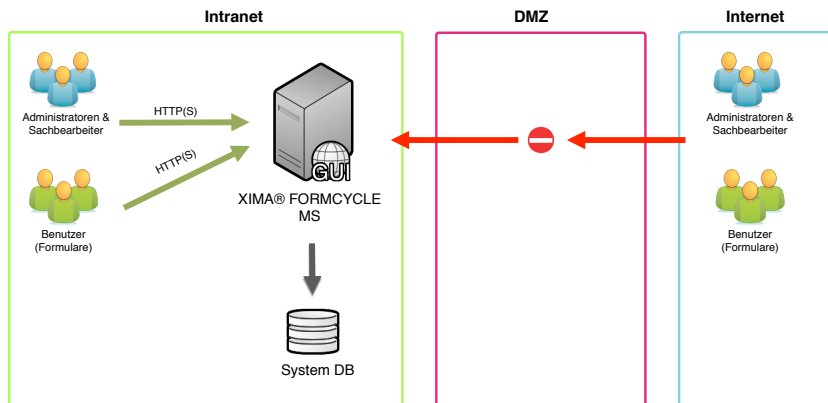 Intranet
DMZ
Internet
Administratoren &
Sachbearbeiter
HTTP(S)
HTTP(S)
Benutzer
(Formulare)
GUI
XIMA® FORMCYCLE
MS
System DB
Administratoren &
Sachbearbeiter
Benutzer
(Formulare)